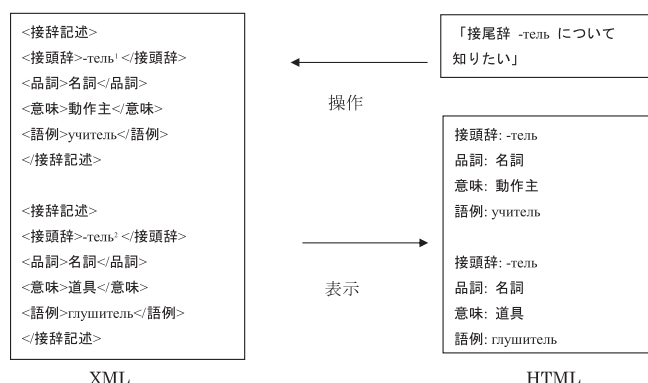 <接辞記述>
<接頭辞>-тель¹ </接頭辞>
<品詞>名詞</品詞>
<意味>動作主</意味>
<語例>учитель</語例>
</接辞記述>
<接辞記述>
<接頭辞>-тель² </接頭辞>
<品詞>名詞</品詞>
<意味>道具</意味>
<語例>глушитель</語例>
</接辞記述>
XML
操作
表示
「接尾辞 -тель について
知りたい」
接頭辞: -тель
品詞: 名詞
意味: 動作主
語例: учитель
接頭辞: -тель
品詞: 名詞
意味: 道具
語例: глушитель
HTML